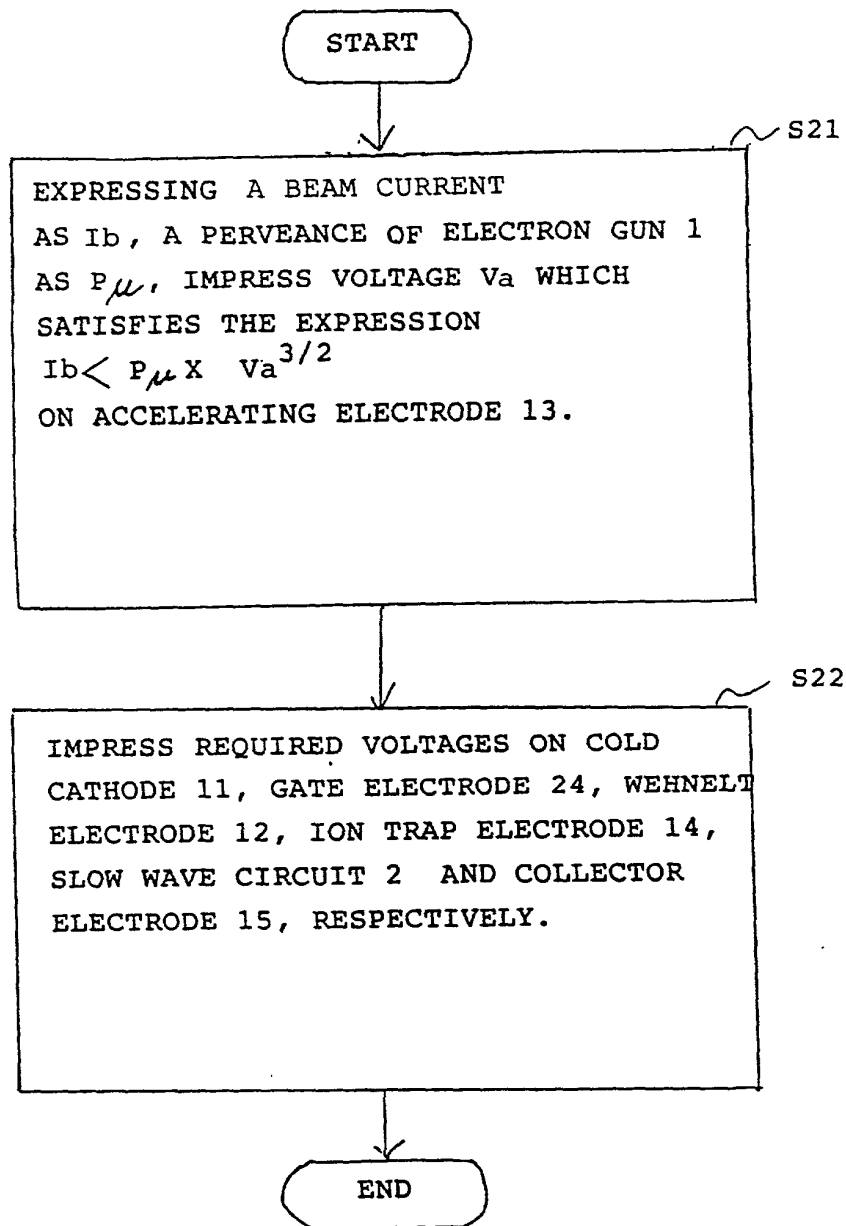 START
S21
EXPRESSING A BEAM CURRENT
AS Ib, A PERVEANCE OF ELECTRON GUN 1
AS Pμ, IMPRESS VOLTAGE Va WHICH
SATISFIES THE EXPRESSION
Ib< Pμ X Va^3/2
ON ACCELERATING ELECTRODE 13.
S22
IMPRESS REQUIRED VOLTAGES ON COLD
CATHODE 11, GATE ELECTRODE 24, WEHNELT
ELECTRODE 12, ION TRAP ELECTRODE 14,
SLOW WAVE CIRCUIT 2 AND COLLECTOR
ELECTRODE 15, RESPECTIVELY.
END